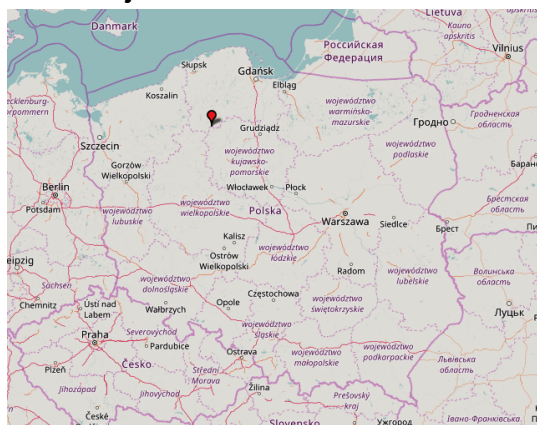 Danmark
Lietuva
Kauno
apskritis
Vilnius
Российская
Федерация
Słupsk
Gdańsk
Koszalin
Elbląg
województwo
warmińsko-
mazurskie
Гродно
Гродненская
область
Szczecin
Grudziądz
województwo
podlaskie
Gorzów
Wielkopolski
województwo
kujawsko-
pomorskie
Berlin
Potsdam
Włocławek
Płock
województwo
lubuskie
województwo
wielkopolskie
Polska
Warszawa
Siedlce
Брест
Брестская
область
Kalisz
Ostrów
Wielkopolski
województwo
łódzkie
Radom
województwo
lubelskie
Волинська
область
Луцьк
Sachsen
Chemnitz
województwo
dolnośląskie
Wałbrzych
Opole
Częstochowa
województwo
świętokrzyskie
Ústí nad
Labem
Praha
Severovýchod
Pardubice
województwo
śląskie
Plzeň
Česko
Ostrava
województwo
małopolskie
województwo
podkarpackie
Львівська
область
Jihozápad
Jihovýchod
Střední
Morava
Žilina
Prešovský
kraj
České
Slovensko
Ужгород
Івано-Франківська